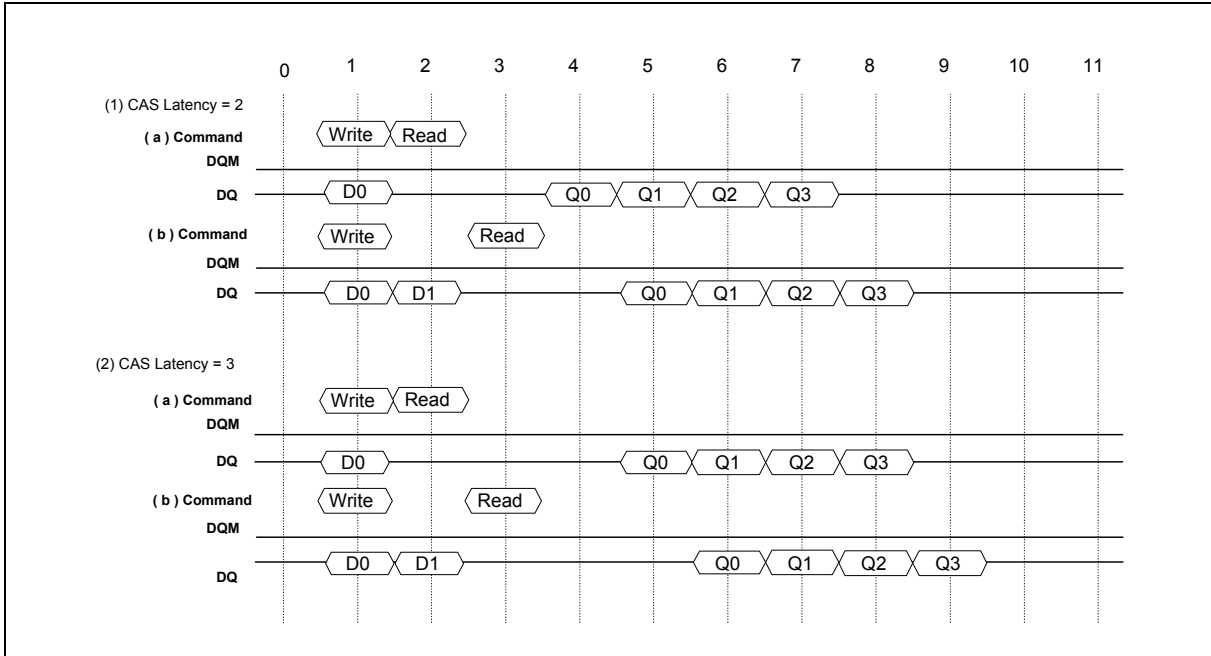 0 1 2 3 4 5 6 7 8 9 10 11
(1) CAS Latency = 2
( a ) Command Write Read
DQM
DQ D0 Q0 Q1 Q2 Q3
( b ) Command Write Read
DQM
DQ D0 D1 Q0 Q1 Q2 Q3
(2) CAS Latency = 3
( a ) Command Write Read
DQM
DQ D0 Q0 Q1 Q2 Q3
( b ) Command Write Read
DQM
DQ D0 D1 Q0 Q1 Q2 Q3